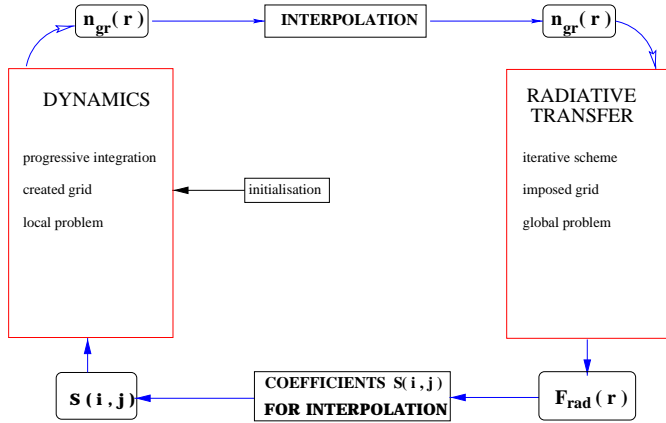 n_gr(r)
INTERPOLATION
n_gr(r)
DYNAMICS
progressive integration
created grid
local problem
initialisation
RADIATIVE
TRANSFER
iterative scheme
imposed grid
global problem
S(i,j)
COEFFICIENTS S(i,j)
FOR INTERPOLATION
F_rad(r)